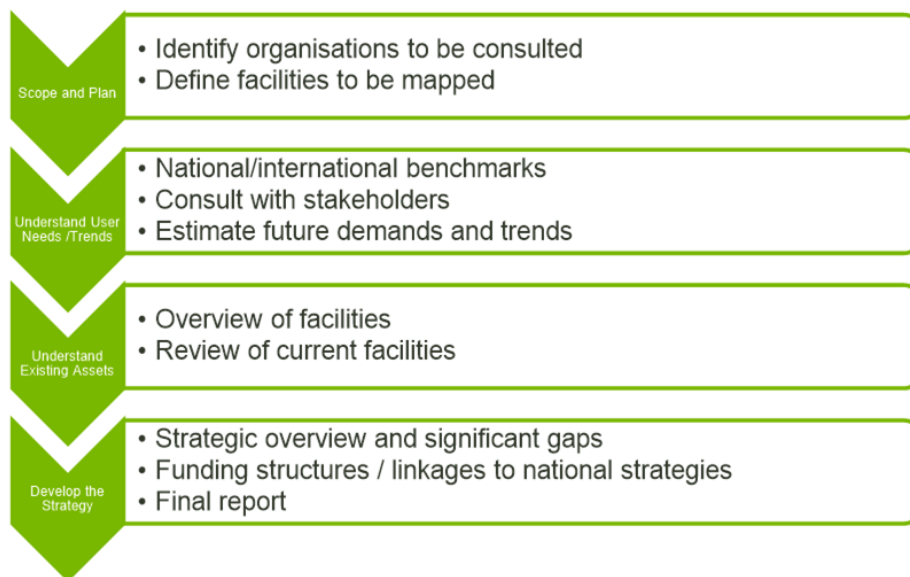 Scope and Plan
• Identify organisations to be consulted
• Define facilities to be mapped
Understand User
Needs /Trends
• National/international benchmarks
• Consult with stakeholders
• Estimate future demands and trends
Understand
Existing Assets
• Overview of facilities
• Review of current facilities
Develop the
Strategy
• Strategic overview and significant gaps
• Funding structures / linkages to national strategies
• Final report